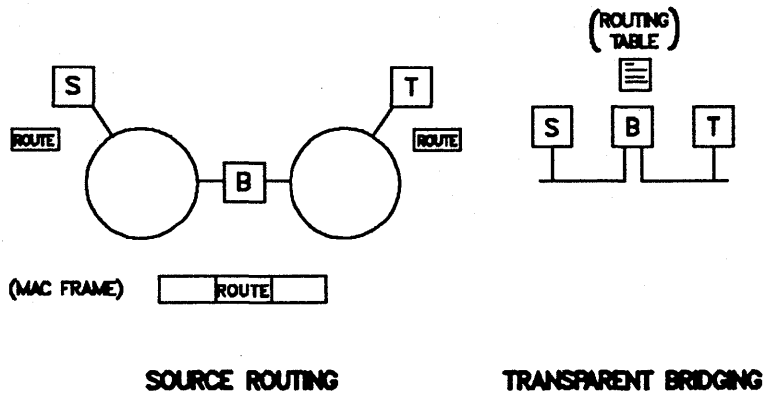 (ROUTING
TABLE)
S
T
ROUTE
ROUTE
B
S
B
T
(MAC FRAME)
ROUTE
SOURCE ROUTING
TRANSPARENT BRIDGING